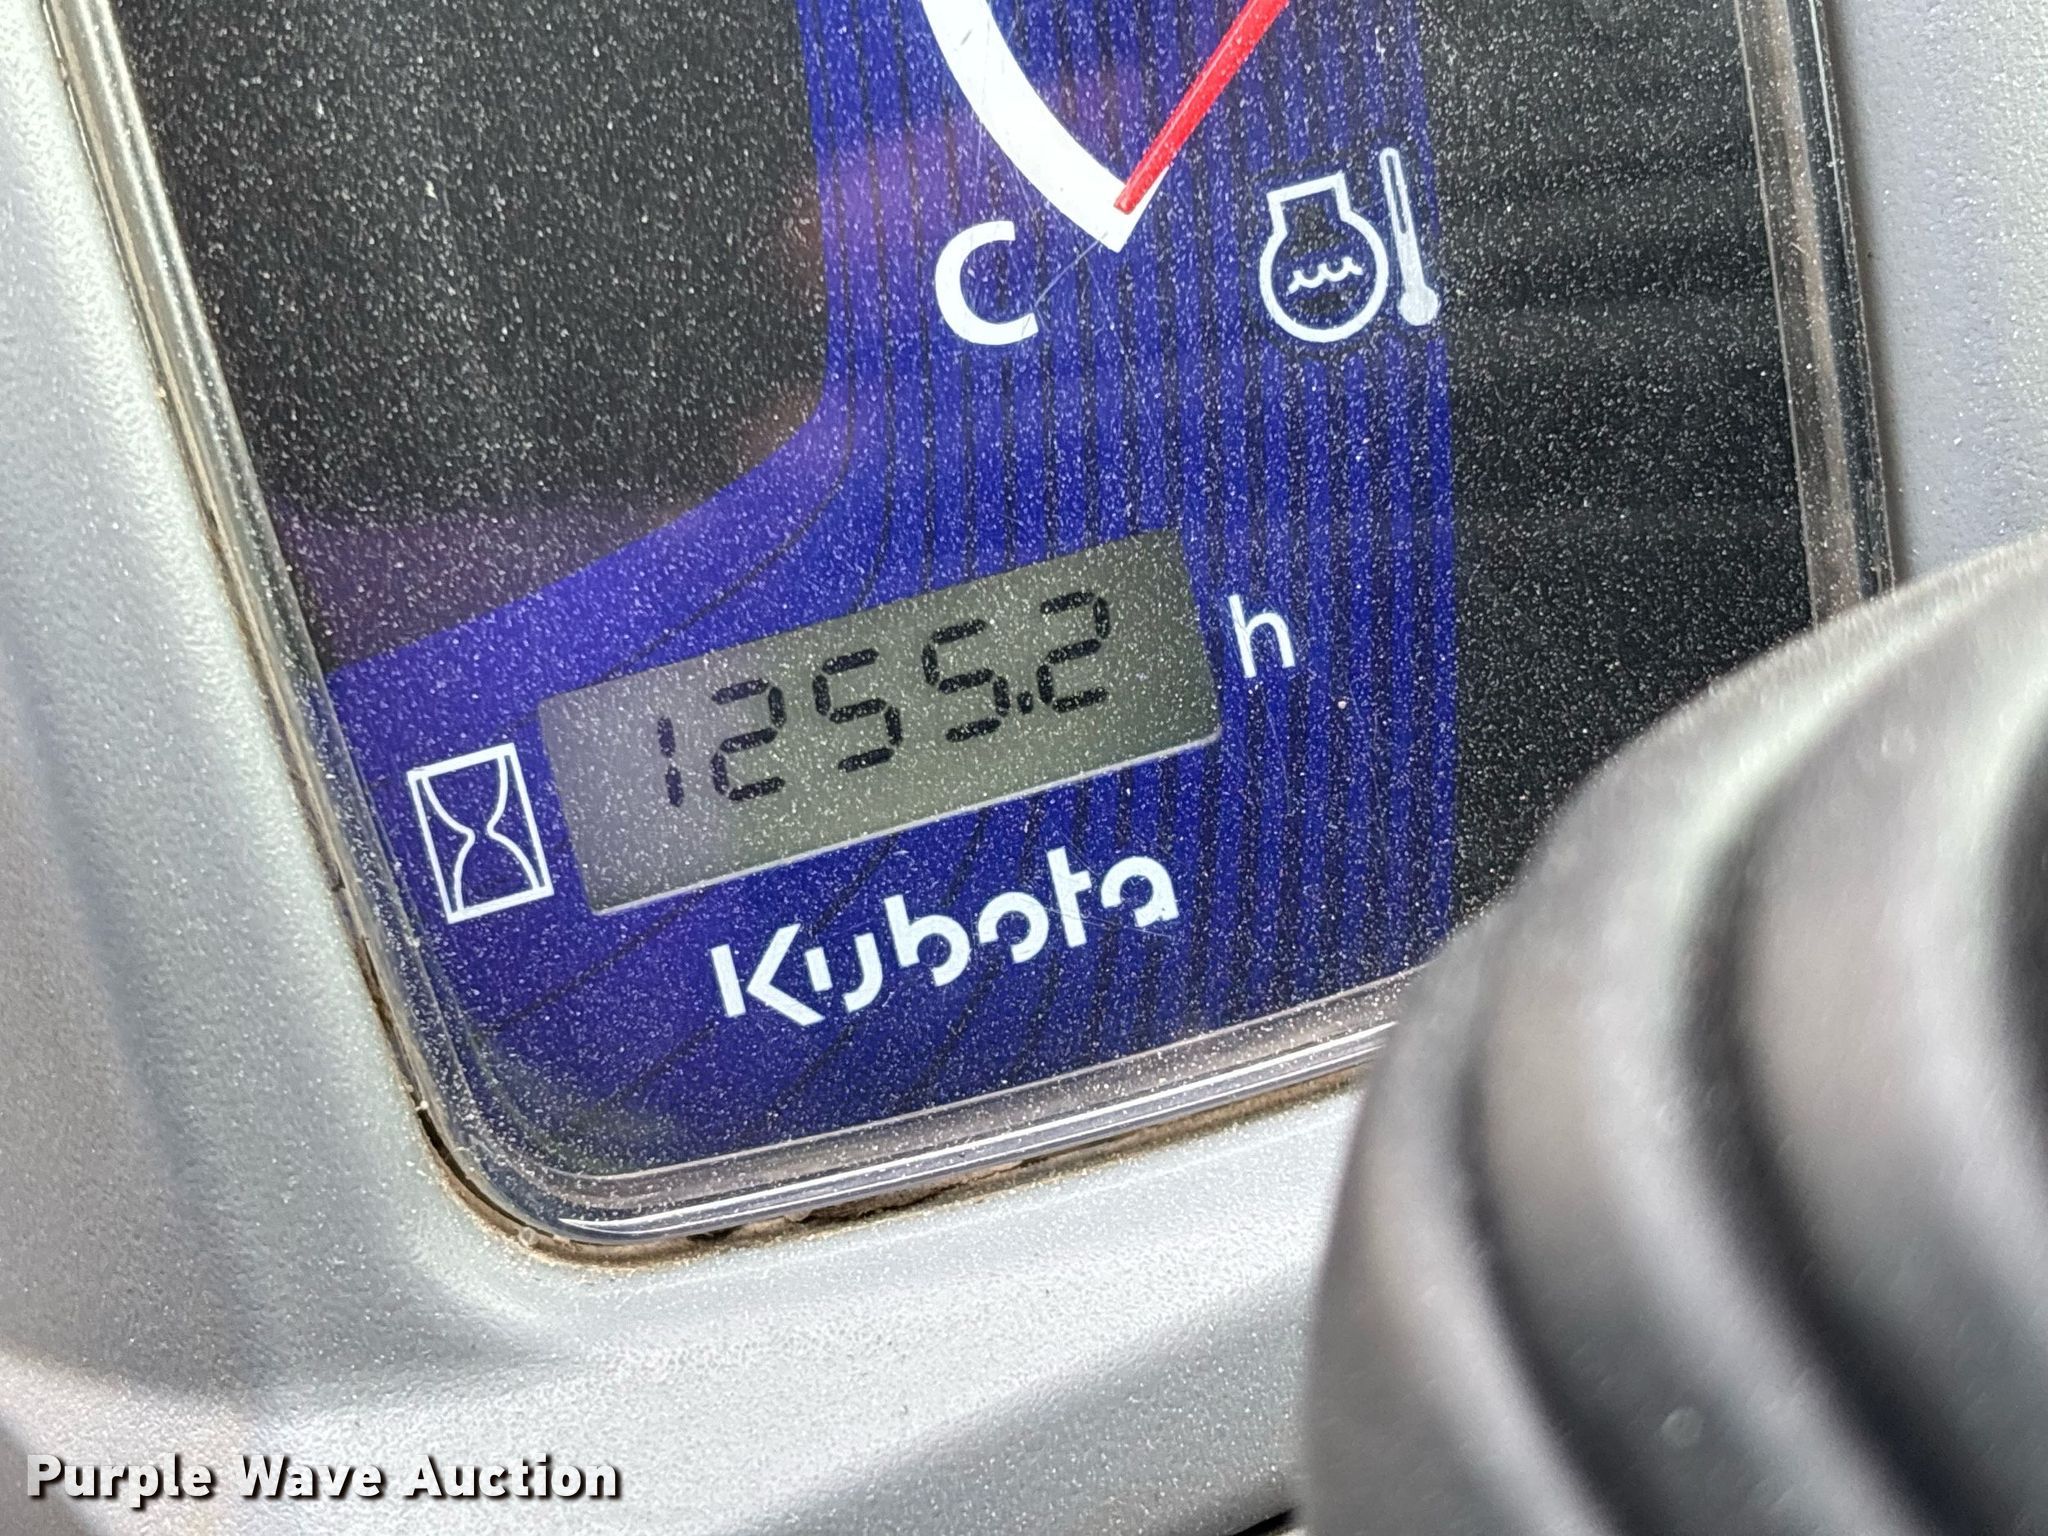 C
1255.2 h
Kubota
Purple Wave Auction